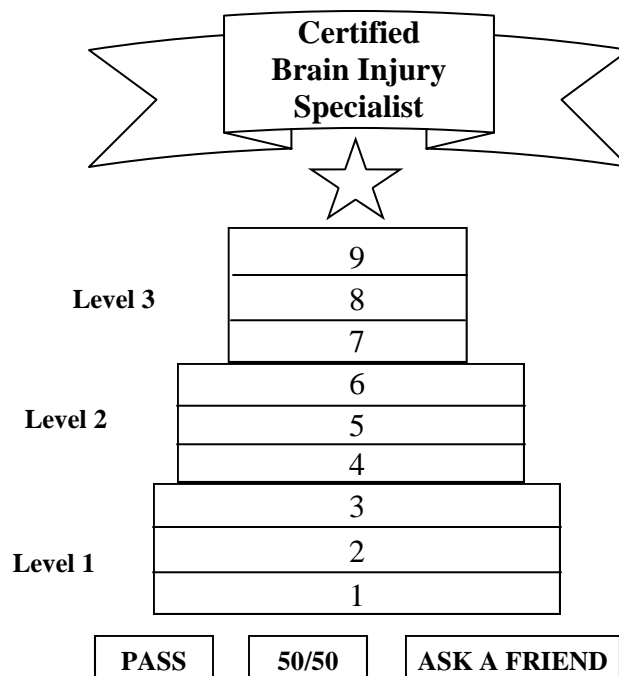 Certified
Brain Injury
Specialist
9
Level 3
8
7
6
Level 2
5
4
3
2
Level 1
1
PASS
50/50
ASK A FRIEND